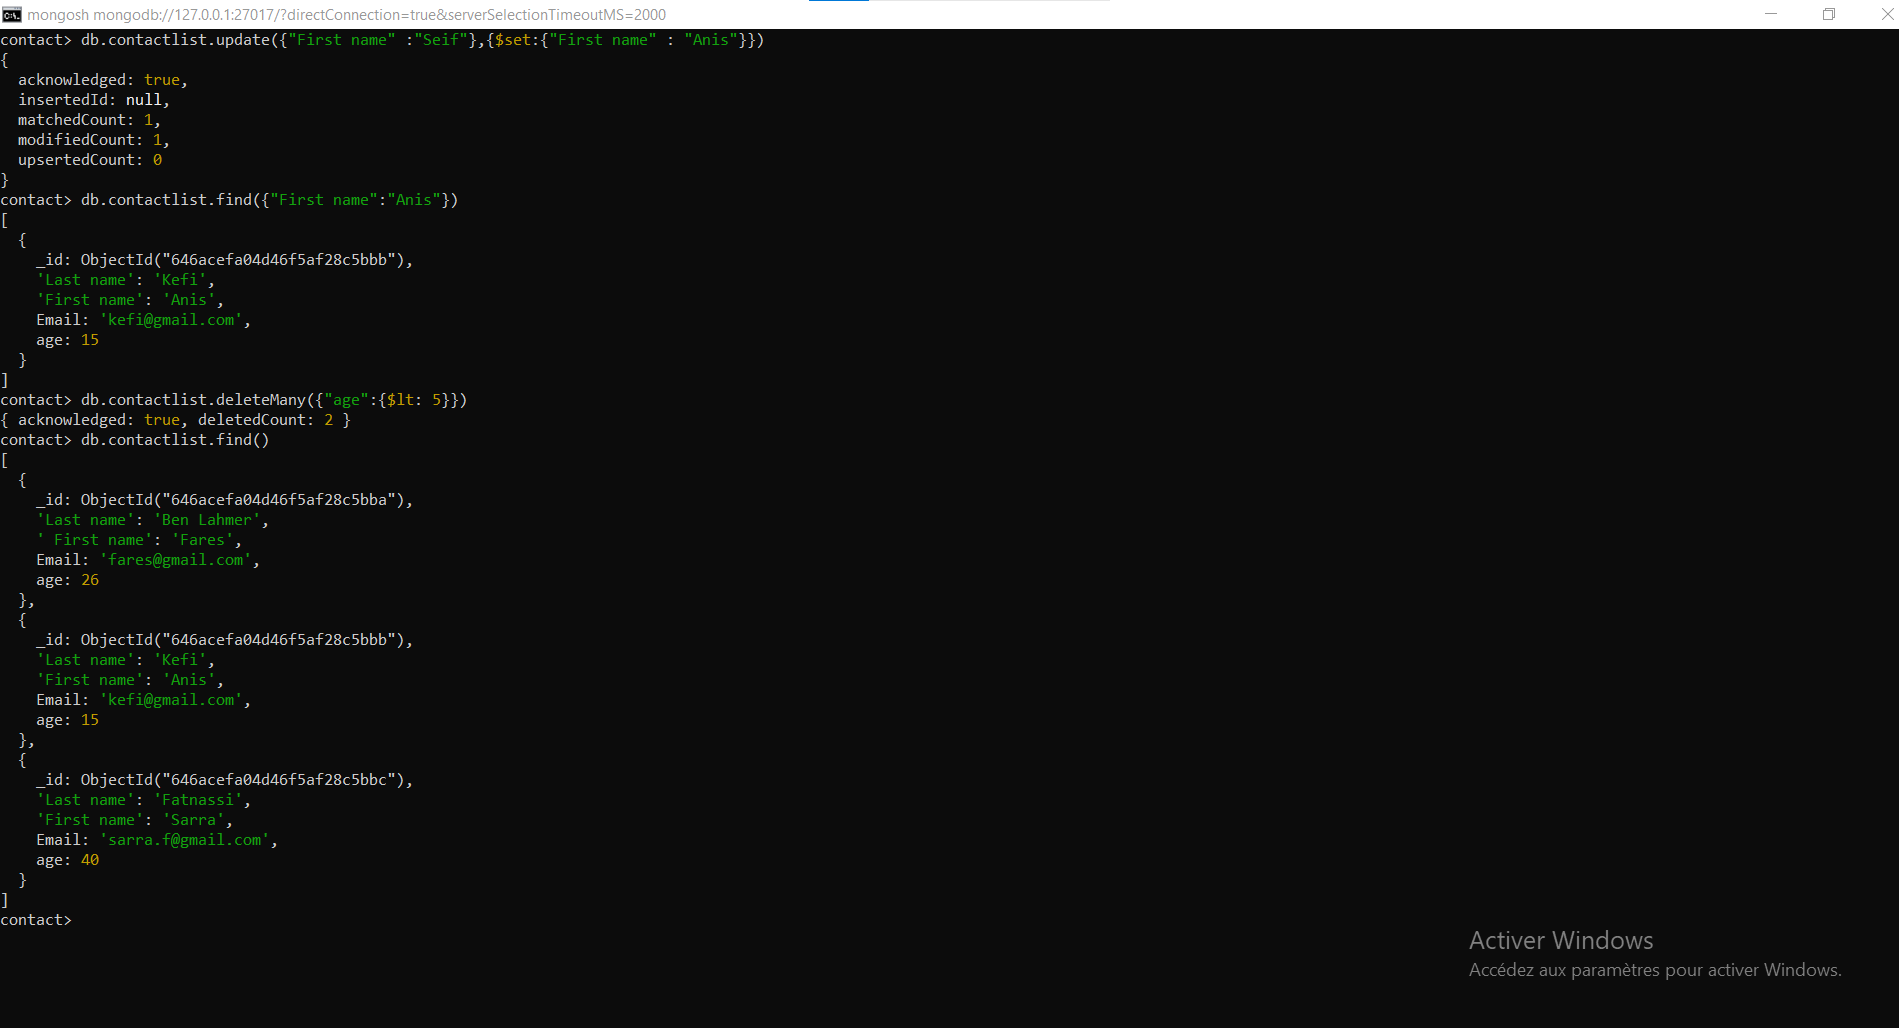 mongosh mongodb://127.0.0.1:27017/?directConnection=true&serverSelectionTimeoutMS=2000
contact> db.contactlist.update({"First name" :"Seif"},{$set:{"First name" : "Anis"}})
{
  acknowledged: true,
  insertedId: null,
  matchedCount: 1,
  modifiedCount: 1,
  upsertedCount: 0
}
contact> db.contactlist.find({"First name":"Anis"})
[
  {
    _id: ObjectId("646acefa04d46f5af28c5bbb"),
    'Last name': 'Kefi',
    'First name': 'Anis',
    Email: 'kefi@gmail.com',
    age: 15
  }
]
contact> db.contactlist.deleteMany({"age":{$lt: 5}})
{ acknowledged: true, deletedCount: 2 }
contact> db.contactlist.find()
[
  {
    _id: ObjectId("646acefa04d46f5af28c5bba"),
    'Last name': 'Ben Lahmer',
    ' First name': 'Fares',
    Email: 'fares@gmail.com',
    age: 26
  },
  {
    _id: ObjectId("646acefa04d46f5af28c5bbb"),
    'Last name': 'Kefi',
    'First name': 'Anis',
    Email: 'kefi@gmail.com',
    age: 15
  },
  {
    _id: ObjectId("646acefa04d46f5af28c5bbc"),
    'Last name': 'Fatnassi',
    'First name': 'Sarra',
    Email: 'sarra.f@gmail.com',
    age: 40
  }
]
contact>
Activer Windows
Accédez aux paramètres pour activer Windows.